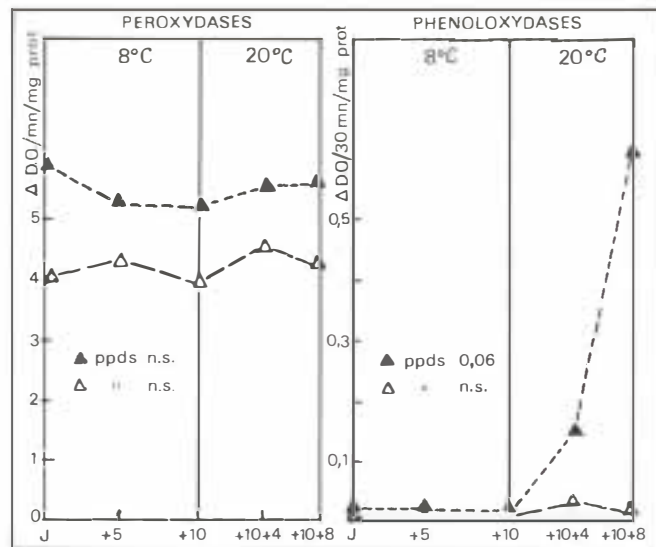 PEROXYDASES
8°C 20°C
Δ D.O/mn/mg prot
5
4
3
2
1
0
▲ ppds n.s.
△ " n.s.
J +5 +10 +10+4 +10+8
PHENOLOXYDASES
8°C 20°C
Δ DO/30 mn/mg prot
0,5
0,3
0,1
▲ ppds 0,06
△ n.s.
J +5 +10 +10+4 +10+8